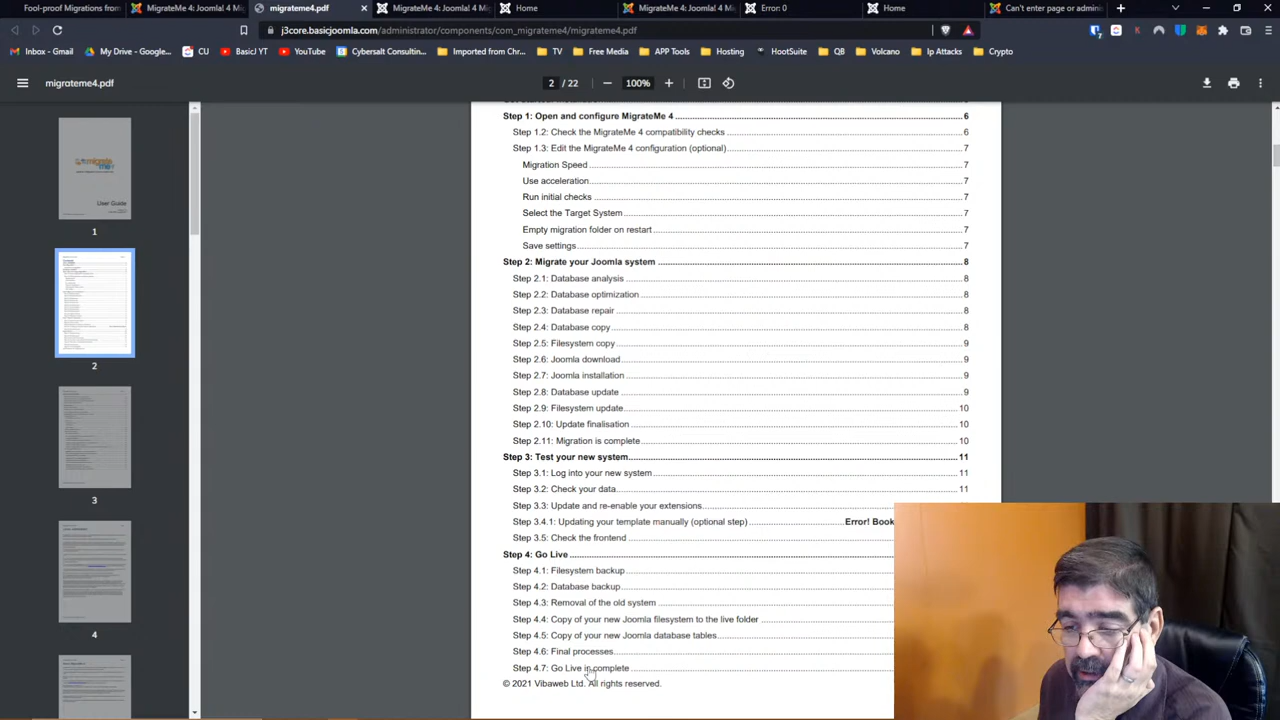 Fool-proof Migrations from
MigrateMe 4: Joomla! 4 M
migrateme4.pdf
MigrateMe 4: Joomla! 4 M
Home
MigrateMe 4: Joomla! 4 M
Error: 0
Home
Can't enter page or admin
j3core.basicjoomla.com/administrator/components/com_migrateme4/migrateme4.pdf
Inbox - Gmail
My Drive - Google...
CU
BasicJ YT
YouTube
Cybersalt Consulting...
Imported from Chr...
TV
Free Media
APP Tools
Hosting
HootSuite
QB
Volcano
Ip Attacks
Crypto
migrateme4.pdf
2 / 22
100%
User Guide
1
2
3
4
Step 1: Open and configure MigrateMe 4 6
Step 1.2: Check the MigrateMe 4 compatibility checks 6
Step 1.3: Edit the MigrateMe 4 configuration (optional) 7
Migration Speed 7
Use acceleration 7
Run initial checks 7
Select the Target System 7
Empty migration folder on restart 7
Save settings 7
Step 2: Migrate your Joomla system 8
Step 2.1: Database analysis 8
Step 2.2: Database optimization 8
Step 2.3: Database repair 8
Step 2.4: Database copy 8
Step 2.5: Filesystem copy 9
Step 2.6: Joomla download 9
Step 2.7: Joomla installation 9
Step 2.8: Database update 9
Step 2.9: Filesystem update 10
Step 2.10: Update finalisation 10
Step 2.11: Migration is complete 10
Step 3: Test your new system 11
Step 3.1: Log into your new system 11
Step 3.2: Check your data 11
Step 3.3: Update and re-enable your extensions
Step 3.4.1: Updating your template manually (optional step) Error! Book
Step 3.5: Check the frontend
Step 4: Go Live
Step 4.1: Filesystem backup
Step 4.2: Database backup
Step 4.3: Removal of the old system
Step 4.4: Copy of your new Joomla filesystem to the live folder
Step 4.5: Copy of your new Joomla database tables
Step 4.6: Final processes
Step 4.7: Go Live is complete
© 2021 Vibaweb Ltd. All rights reserved.